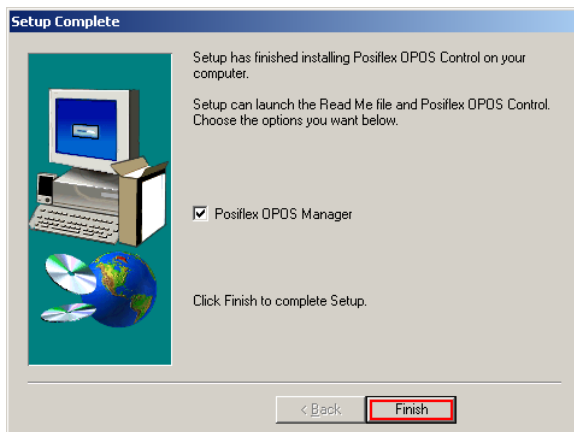 Setup Complete
Setup has finished installing Posiflex OPOS Control on your
computer.
Setup can launch the Read Me file and Posiflex OPOS Control.
Choose the options you want below.
Posiflex OPOS Manager
Click Finish to complete Setup.
< Back
Finish